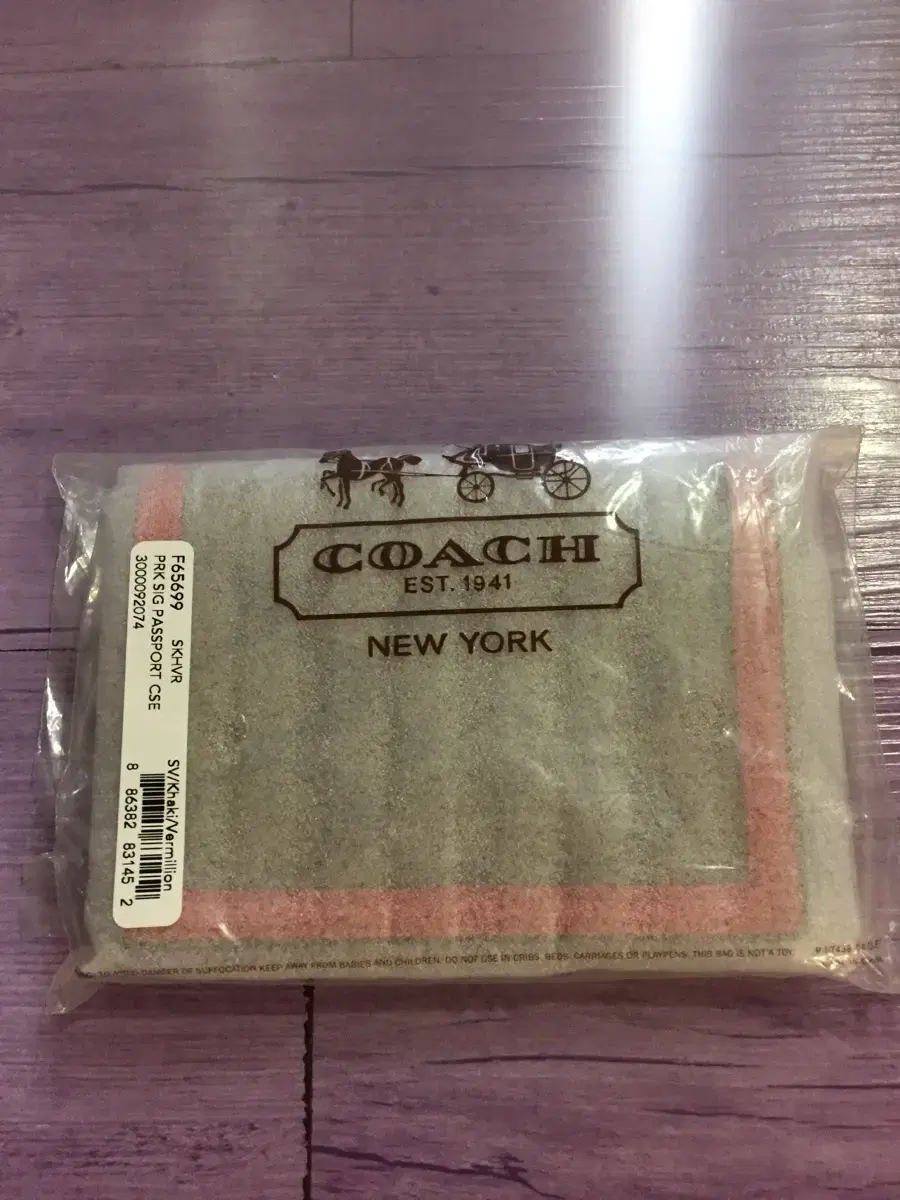 COACH
EST. 1941
NEW YORK
F65699 SKHVR SV/Khaki/Vermillion
PRK SIG PASSPORT CSE
3000092074
8 86382 83145 2
DANGER OF SUFFOCATION KEEP AWAY FROM BABIES AND CHILDREN. DO NOT USE IN CRIBS, BEDS, CARRIAGES OR PLAYPENS. THIS BAG IS NOT A TOY.